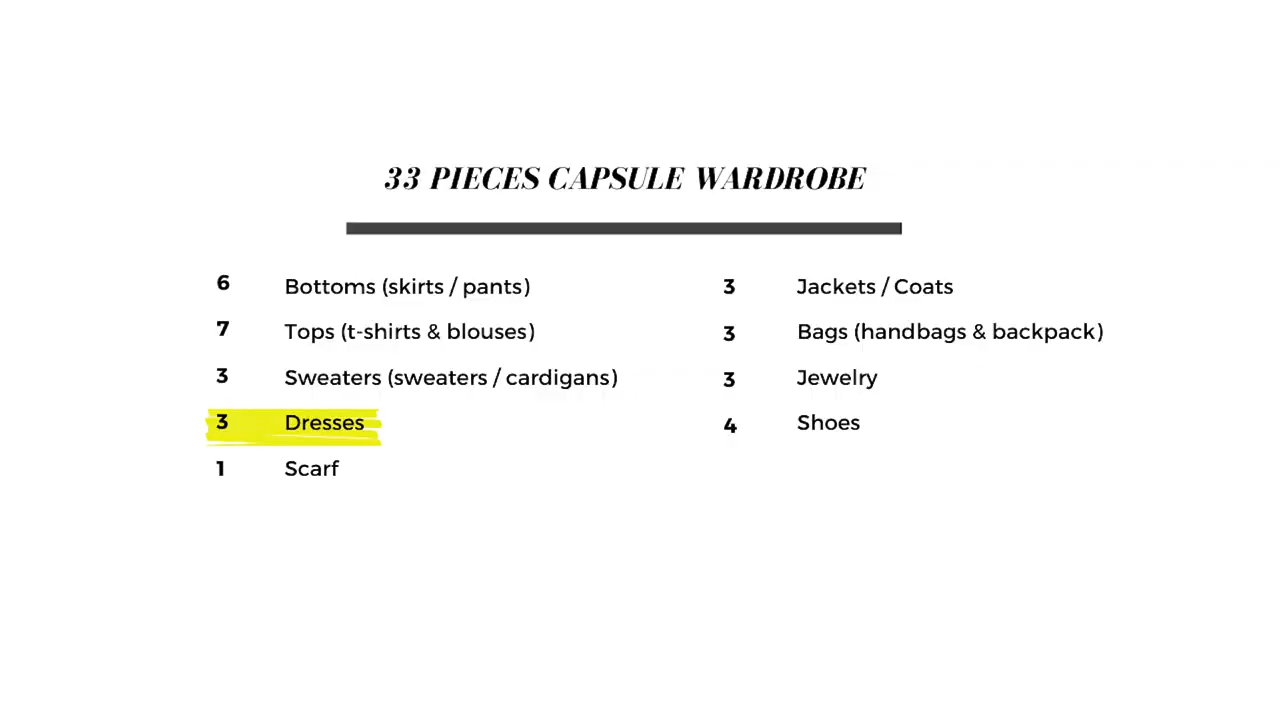 33 PIECES CAPSULE WARDROBE
6 Bottoms (skirts / pants)
7 Tops (t-shirts & blouses)
3 Sweaters (sweaters / cardigans)
3 Dresses
1 Scarf
3 Jackets / Coats
3 Bags (handbags & backpack)
3 Jewelry
4 Shoes